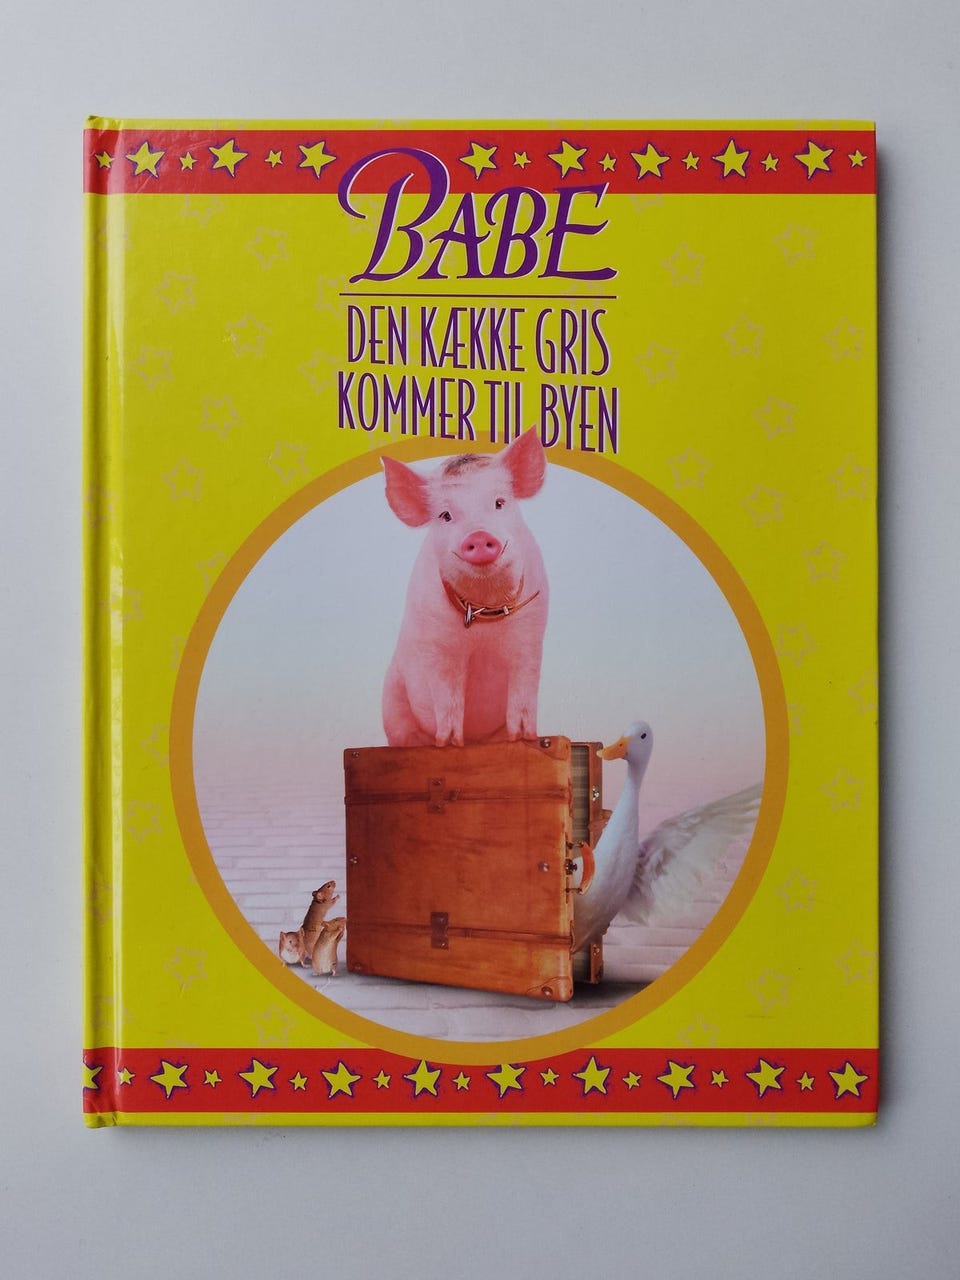 BABE
DEN KÆKKE GRIS
KOMMER TIL BYEN